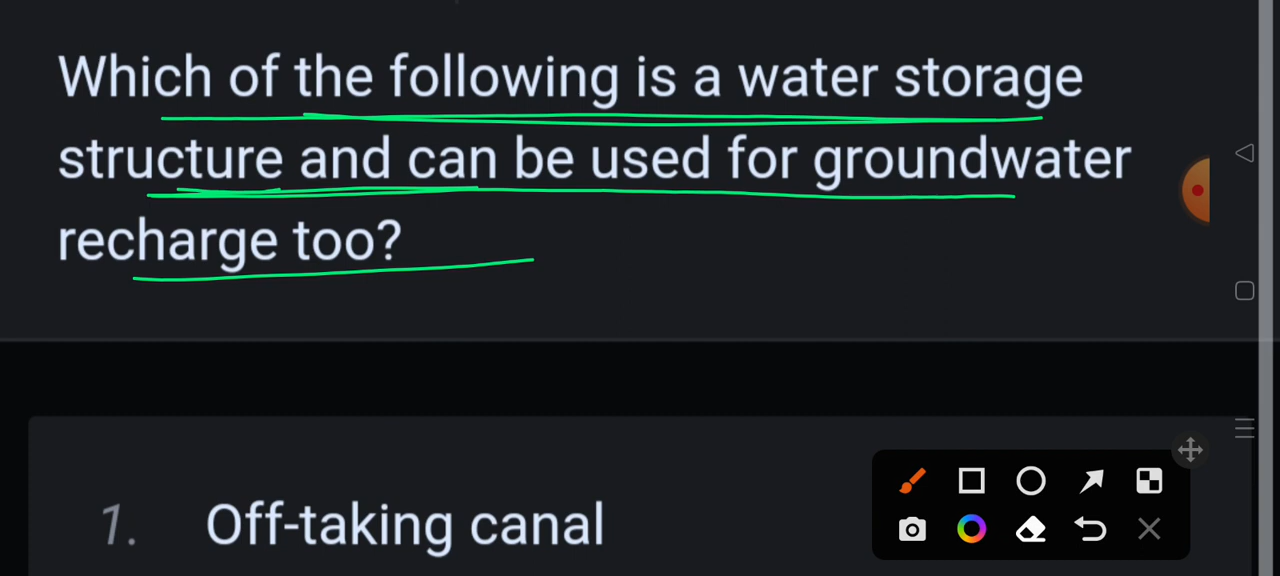 Which of the following is a water storage
structure and can be used for groundwater
recharge too?
1. Off-taking canal